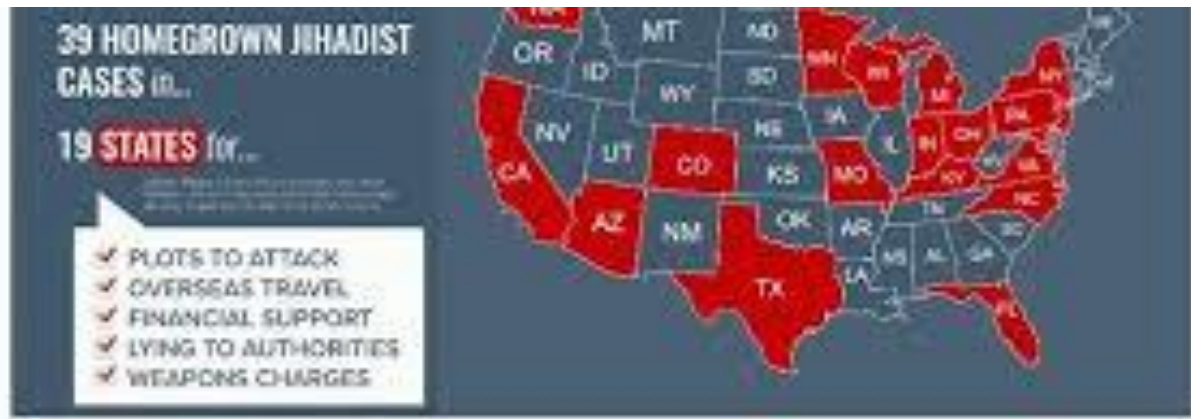 39 HOMEGROWN JIHADIST
CASES in...
19 STATES for...
PLOTS TO ATTACK
OVERSEAS TRAVEL
FINANCIAL SUPPORT
LYING TO AUTHORITIES
WEAPONS CHARGES
WA
MT
ND
MN
OR
ID
SD
WI
MI
NY
WY
NV
UT
CO
NE
IA
IL
IN
OH
PA
CA
KS
MO
KY
WV
VA
AZ
NM
OK
AR
TN
NC
SC
TX
LA
MS
AL
GA
FL